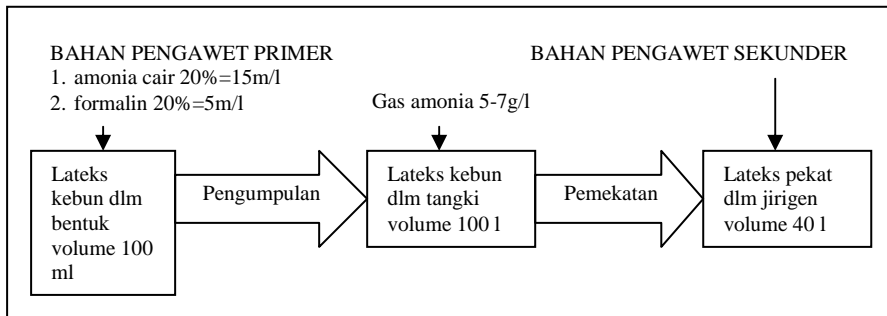 BAHAN PENGAWET PRIMER
1. amonia cair 20%=15m/l
2. formalin 20%=5m/l
BAHAN PENGAWET SEKUNDER
Gas amonia 5-7g/l
Lateks
kebun dlm
bentuk
volume 100
ml
Pengumpulan
Lateks kebun
dlm tangki
volume 100 l
Pemekatan
Lateks pekat
dlm jirigen
volume 40 l